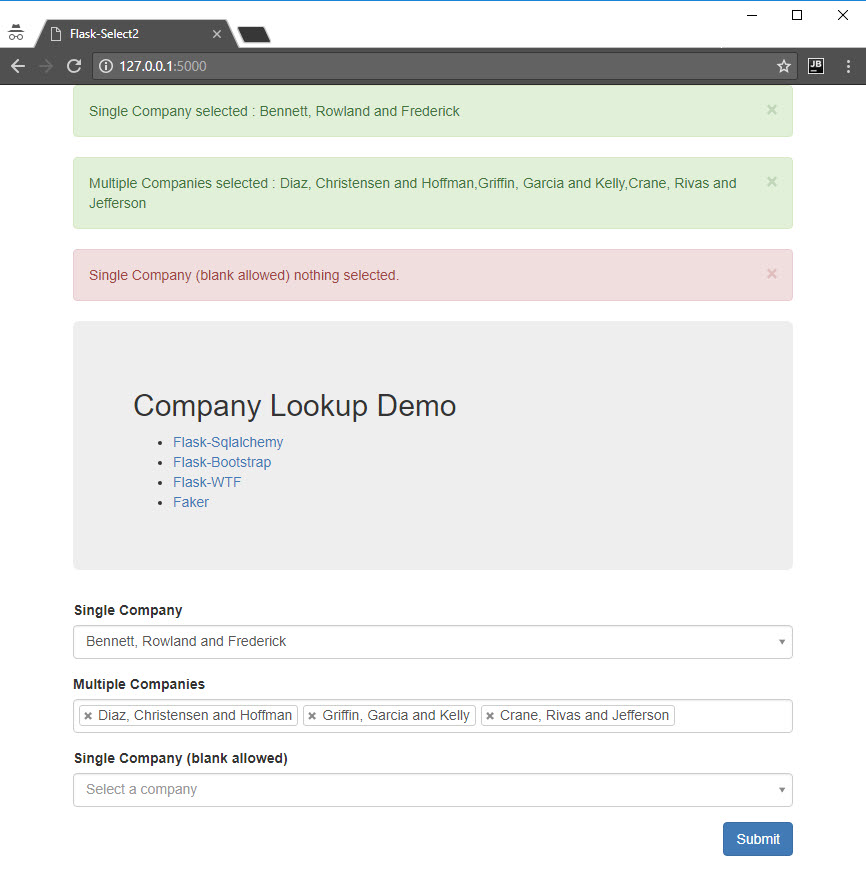 Flask-Select2
127.0.0.1:5000
JB
Single Company selected : Bennett, Rowland and Frederick
×
Multiple Companies selected : Diaz, Christensen and Hoffman,Griffin, Garcia and Kelly,Crane, Rivas and
Jefferson
×
Single Company (blank allowed) nothing selected.
×
Company Lookup Demo
• Flask-Sqlalchemy
• Flask-Bootstrap
• Flask-WTF
• Faker
Single Company
Bennett, Rowland and Frederick
Multiple Companies
× Diaz, Christensen and Hoffman × Griffin, Garcia and Kelly × Crane, Rivas and Jefferson
Single Company (blank allowed)
Select a company
Submit